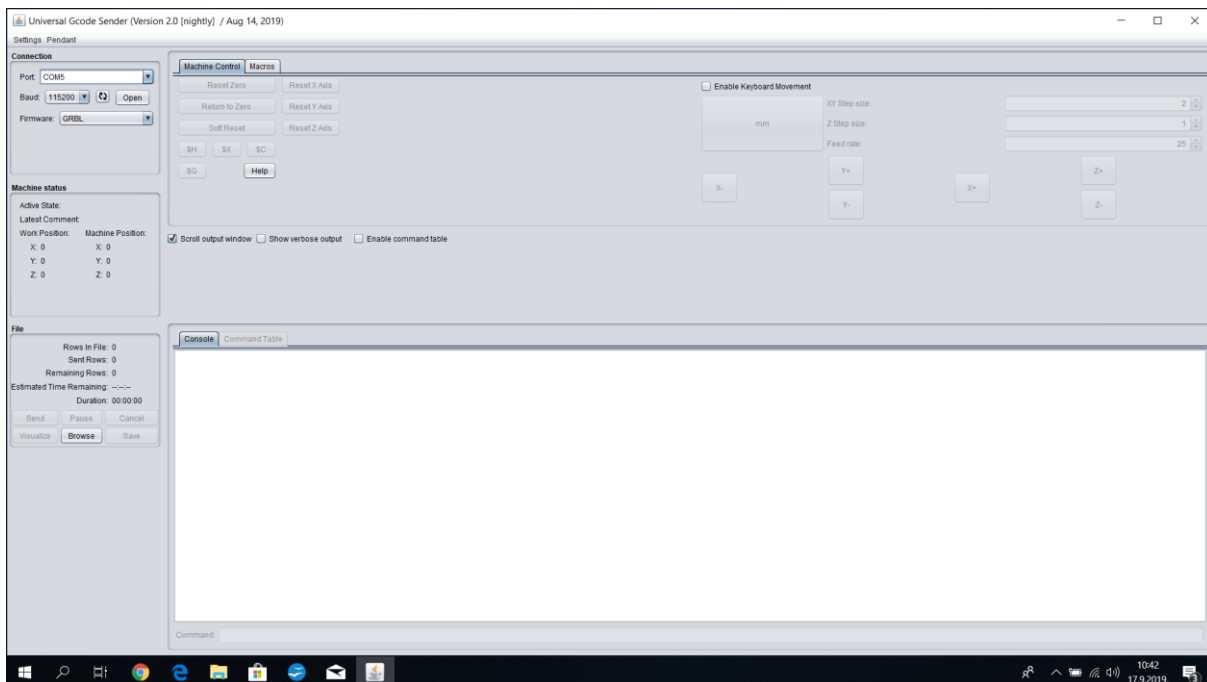 Universal Gcode Sender (Version 2.0 [nightly] / Aug 14, 2019)
Settings Pendant
Connection
Port: COM5
Baud: 115200 Open
Firmware: GRBL
Machine status
Active State:
Latest Comment:
Work Position: Machine Position:
X: 0 X: 0
Y: 0 Y: 0
Z: 0 Z: 0
File
Rows In File: 0
Sent Rows: 0
Remaining Rows: 0
Estimated Time Remaining: --:--:--
Duration: 00:00:00
Send Pause Cancel
Visualize Browse Save
Machine Control Macros
Reset Zero Reset X Axis
Return to Zero Reset Y Axis
Soft Reset Reset Z Axis
$H $X $C
$G Help
Enable Keyboard Movement
mm
XY Step size: 2
Z Step size: 1
Feed rate: 25
X- Y+ Y- X+ Z+ Z-
Scroll output window Show verbose output Enable command table
Console Command Table
Command:
10:42
17.9.2019
3